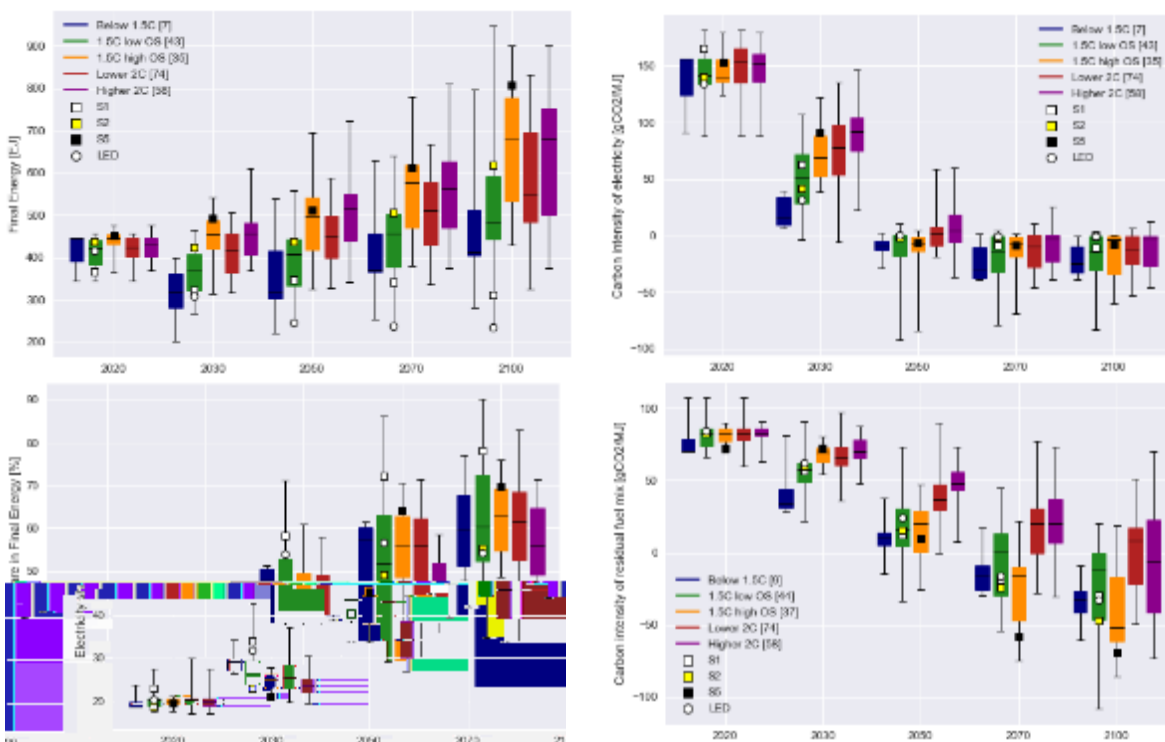 Below 1.5C [7]
1.5C low OS [43]
1.5C high OS [35]
Lower 2C [74]
Higher 2C [58]
S1
S2
S5
LED
Final Energy [EJ]
900
800
700
600
500
400
300
200
2020 2030 2050 2070 2100
Below 1.5C [7]
1.5C low OS [43]
1.5C high OS [35]
Lower 2C [74]
Higher 2C [58]
S1
S2
S5
LED
Carbon intensity of electricity [gCO2/MJ]
150
100
50
0
−50
−100
2020 2030 2050 2070 2100
90
80
70
60
50
40
30
20
re in Final Energy [%]
Electricity
2020
Carbon intensity of residual fuel mix [gCO2/MJ]
100
50
0
−50
−100
Below 1.5C [9]
1.5C low OS [44]
1.5C high OS [37]
Lower 2C [74]
Higher 2C [58]
S1
S2
S5
LED
2020 2030 2050 2070 2100